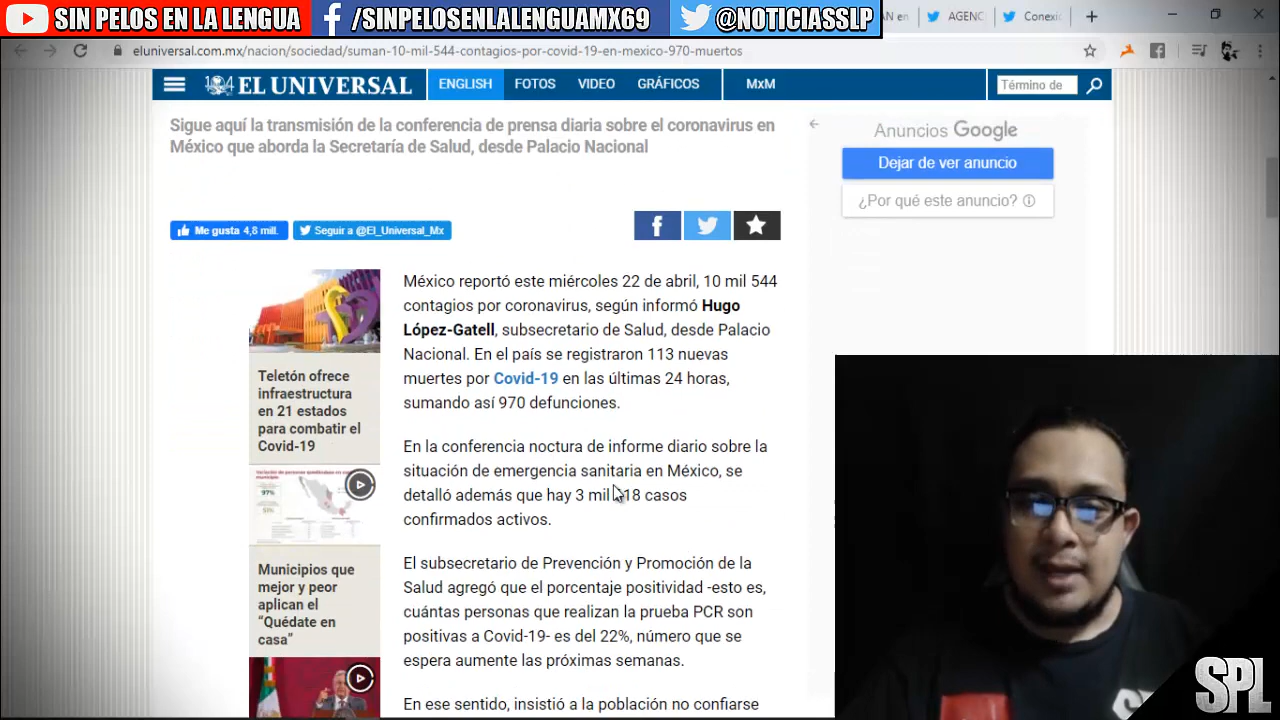 SIN PELOS EN LA LENGUA
/SINPELOSENLALENGUAMX69
@NOTICIASSLP
AN en
AGENC
Conexi
eluniversal.com.mx/nacion/sociedad/suman-10-mil-544-contagios-por-covid-19-en-mexico-970-muertos
104 EL UNIVERSAL
ENGLISH
FOTOS
VIDEO
GRÁFICOS
MxM
Término de
Sigue aquí la transmisión de la conferencia de prensa diaria sobre el coronavirus en
México que aborda la Secretaría de Salud, desde Palacio Nacional
Anuncios Google
Dejar de ver anuncio
¿Por qué este anuncio?
Me gusta 4,8 mill.
Seguir a @El_Universal_Mx
México reportó este miércoles 22 de abril, 10 mil 544
contagios por coronavirus, según informó Hugo
López-Gatell, subsecretario de Salud, desde Palacio
Nacional. En el país se registraron 113 nuevas
muertes por Covid-19 en las últimas 24 horas,
sumando así 970 defunciones.
Teletón ofrece
infraestructura
en 21 estados
para combatir el
Covid-19
En la conferencia noctura de informe diario sobre la
situación de emergencia sanitaria en México, se
detalló además que hay 3 mil 18 casos
confirmados activos.
97%
Municipios que
mejor y peor
aplican el
“Quédate en
casa”
El subsecretario de Prevención y Promoción de la
Salud agregó que el porcentaje positividad -esto es,
cuántas personas que realizan la prueba PCR son
positivas a Covid-19- es del 22%, número que se
espera aumente las próximas semanas.
En ese sentido, insistió a la población no confiarse
SPL